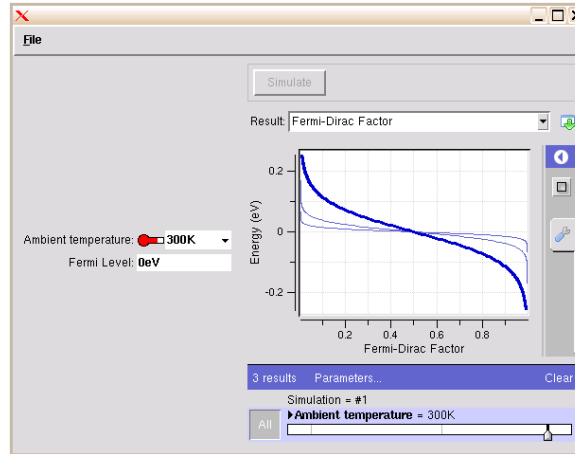 File
Simulate
Result: Fermi-Dirac Factor
Ambient temperature: 300K
Fermi Level: 0eV
Energy (eV)
0.2
0
-0.2
0.2 0.4 0.6 0.8
Fermi-Dirac Factor
3 results Parameters... Clear
Simulation = #1
All
Ambient temperature = 300K